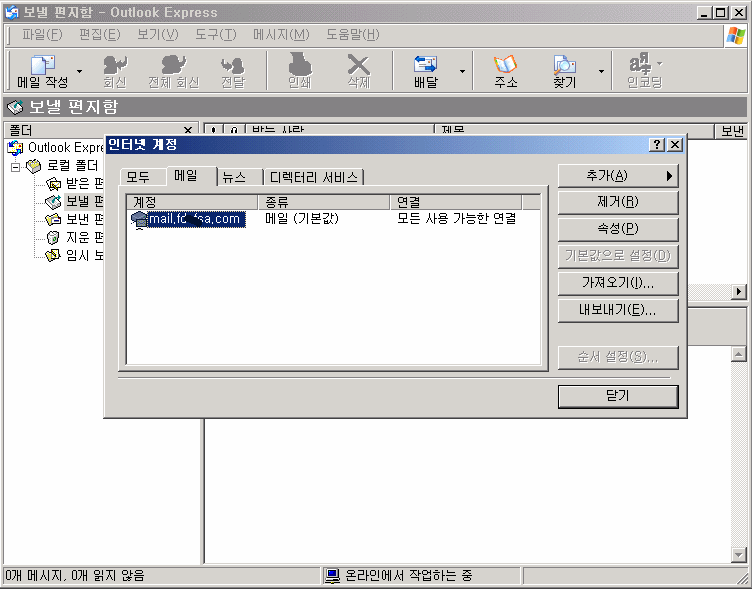 보낼 편지함 - Outlook Express
파일(F) 편집(E) 보기(V) 도구(T) 메시지(M) 도움말(H)
메일 작성 회신 전체 회신 전달 인쇄 삭제 배달 주소 찾기 인코딩
보낼 편지함
폴더 받는 사람 제목 보낸
Outlook Expre
로컬 폴더
받은 편
보낼 편
보낸 편
지운 편
임시 보
인터넷 계정
모두 메일 뉴스 디렉터리 서비스
계정 종류 연결
메일 (기본값) 모든 사용 가능한 연결
추가(A)
제거(R)
속성(P)
기본값으로 설정(D)
가져오기(I)...
내보내기(E)...
순서 설정(S)...
닫기
0개 메시지, 0개 읽지 않음 온라인에서 작업하는 중